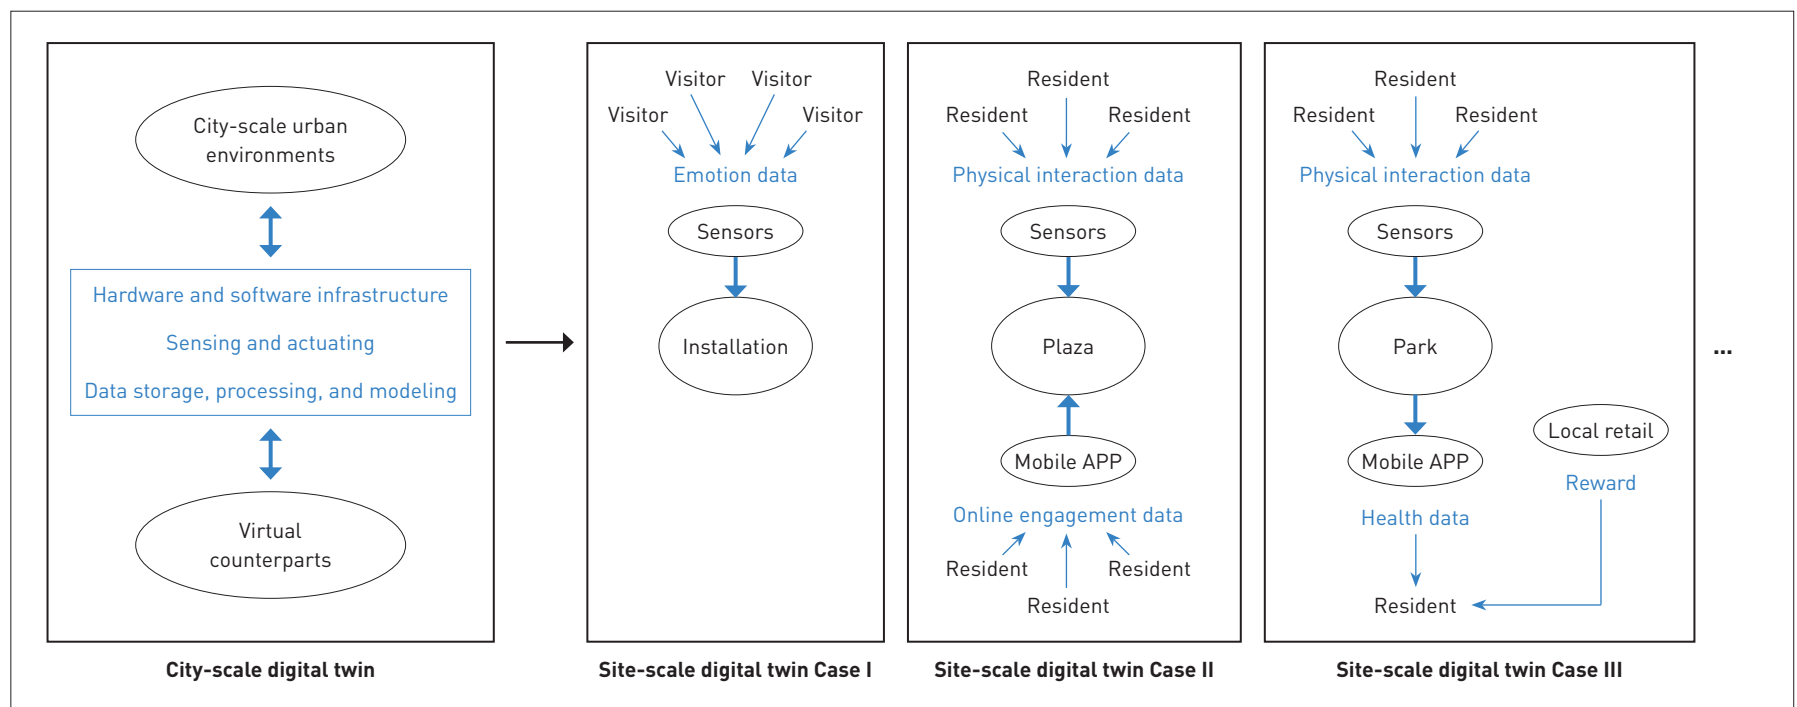 City-scale urban
environments
Hardware and software infrastructure
Sensing and actuating
Data storage, processing, and modeling
Virtual
counterparts
City-scale digital twin
Visitor Visitor
Visitor Visitor
Emotion data
Sensors
Installation
Site-scale digital twin Case I
Resident
Resident Resident
Physical interaction data
Sensors
Plaza
Mobile APP
Online engagement data
Resident Resident
Resident
Site-scale digital twin Case II
Resident
Resident Resident
Physical interaction data
Sensors
Park
Local retail
Mobile APP
Reward
Health data
Resident
Site-scale digital twin Case III
...